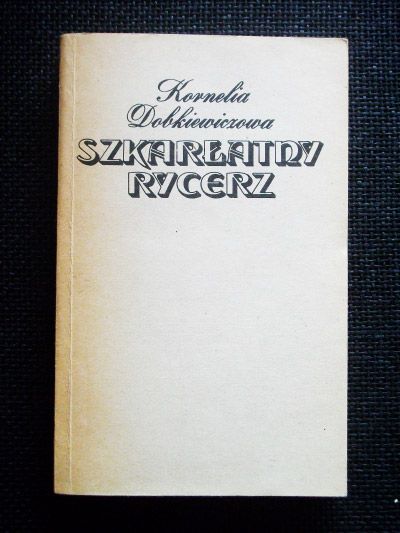 Kornelia
Dobkiewiczowa
SZKARŁATNY
RYCERZ